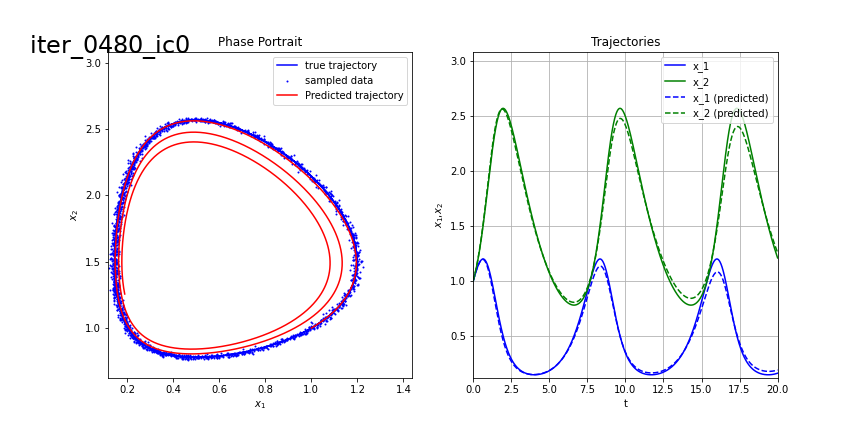 iter_0480_ic0
Phase Portrait
true trajectory
sampled data
Predicted trajectory
3.0
2.5
2.0
1.5
1.0
x₂
0.2 0.4 0.6 0.8 1.0 1.2 1.4
x₁
Trajectories
x_1
x_2
x_1 (predicted)
x_2 (predicted)
3.0
2.5
2.0
1.5
1.0
0.5
x₁,x₂
0.0 2.5 5.0 7.5 10.0 12.5 15.0 17.5 20.0
t